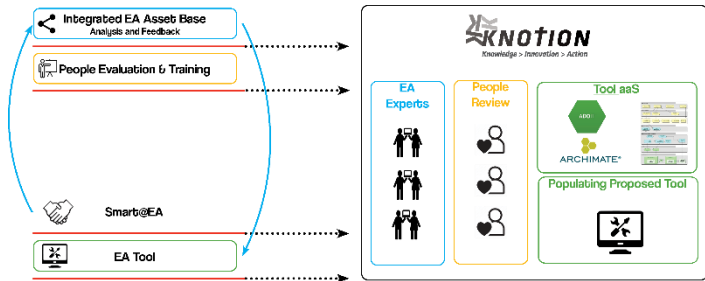 Integrated EA Asset Base
Analysis and Feedback
People Evaluation & Training
Smart@EA
EA Tool
KNOTION
Knowledge > Innovation > Action
EA
Experts
People
Review
Tool aaS
ADO:
ARCHIMATE®
Populating Proposed Tool